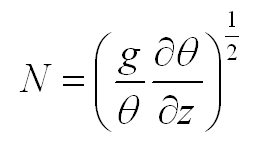 N = (g/θ ∂θ/∂z)^{1/2}